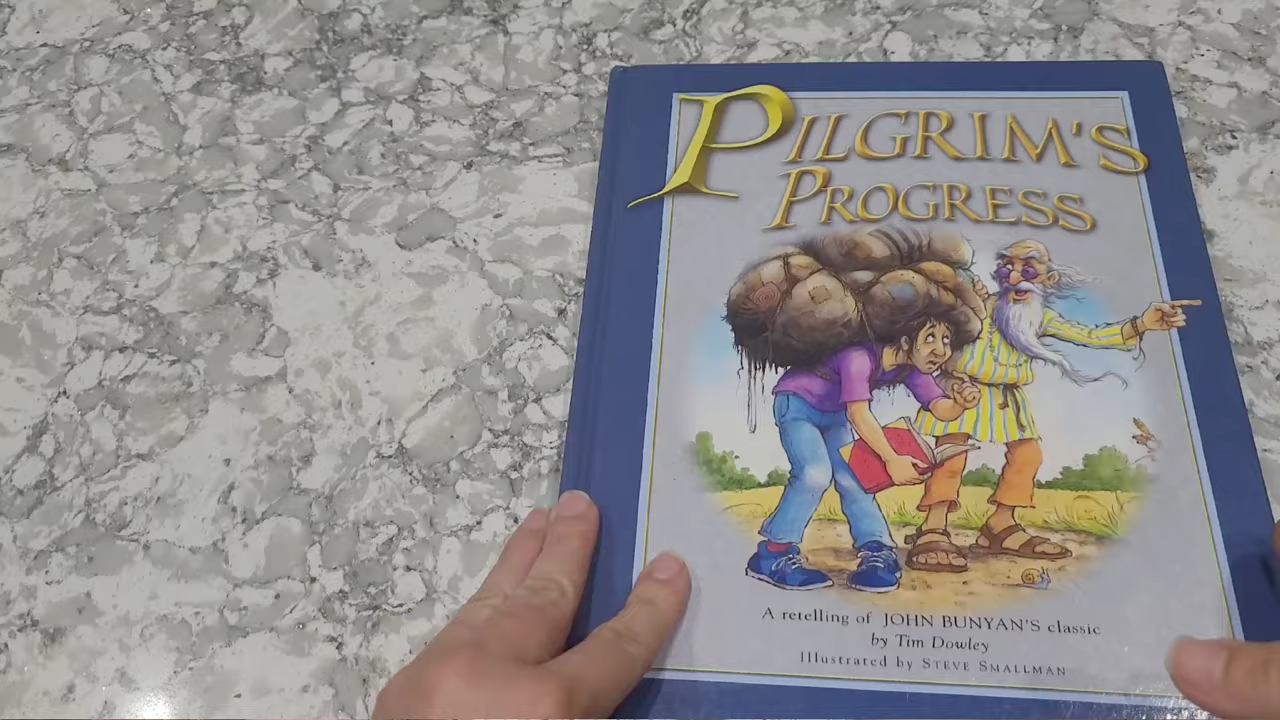 PILGRIM'S
PROGRESS
A retelling of JOHN BUNYAN'S classic
by Tim Dowley
Illustrated by STEVE SMALLMAN